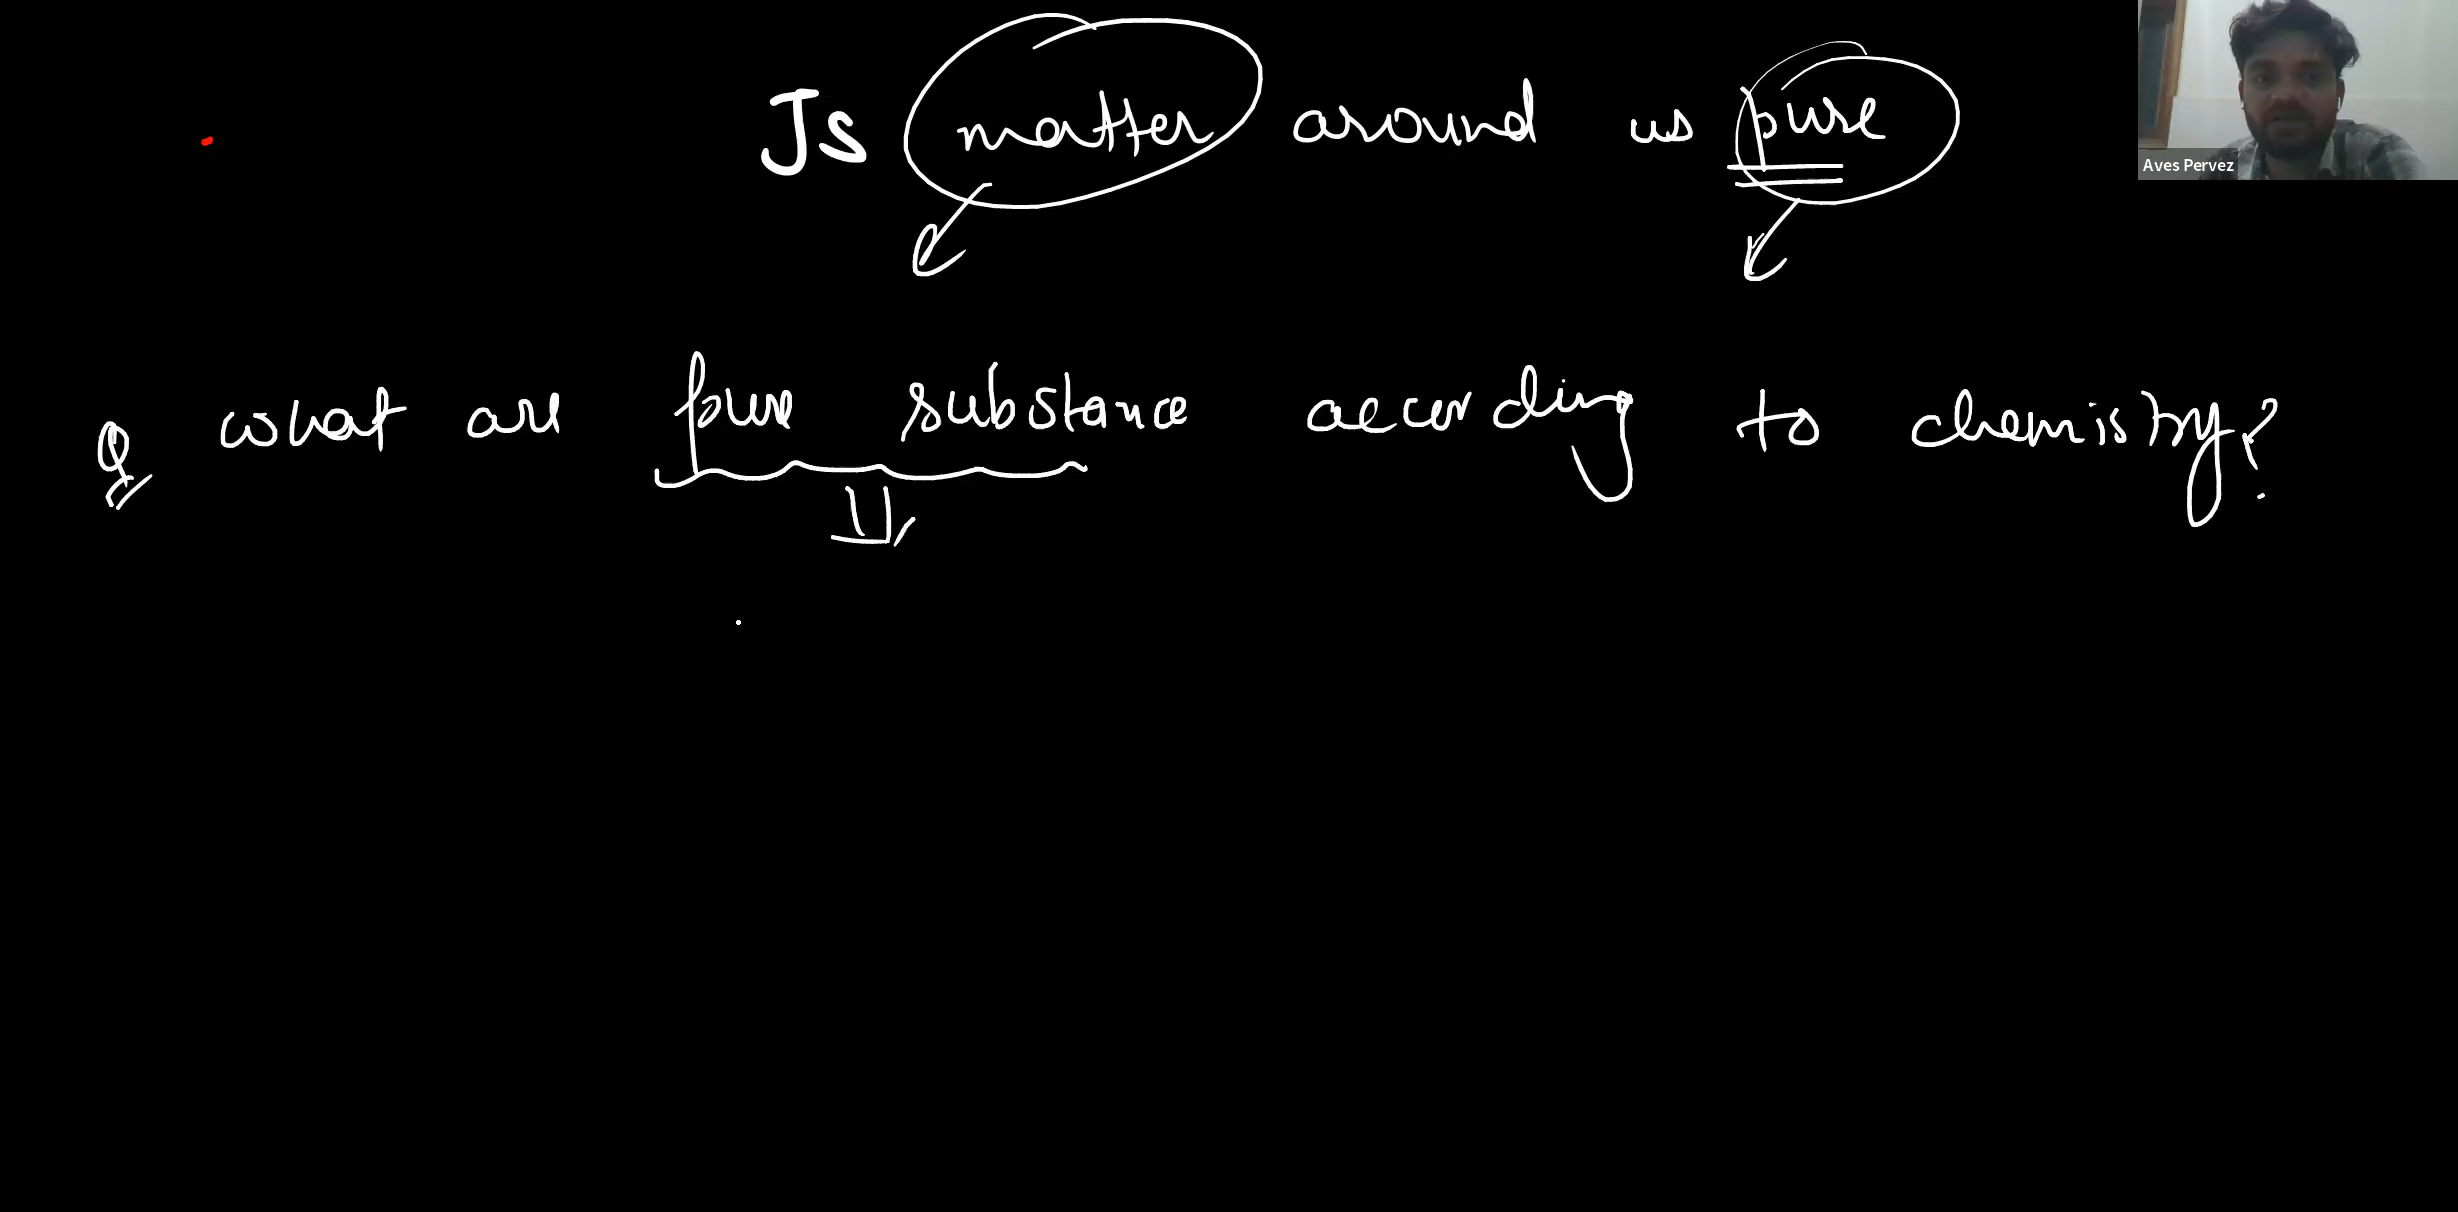 Is matter around us pure
Aves Pervez
Q what are pure substance according to chemistry?